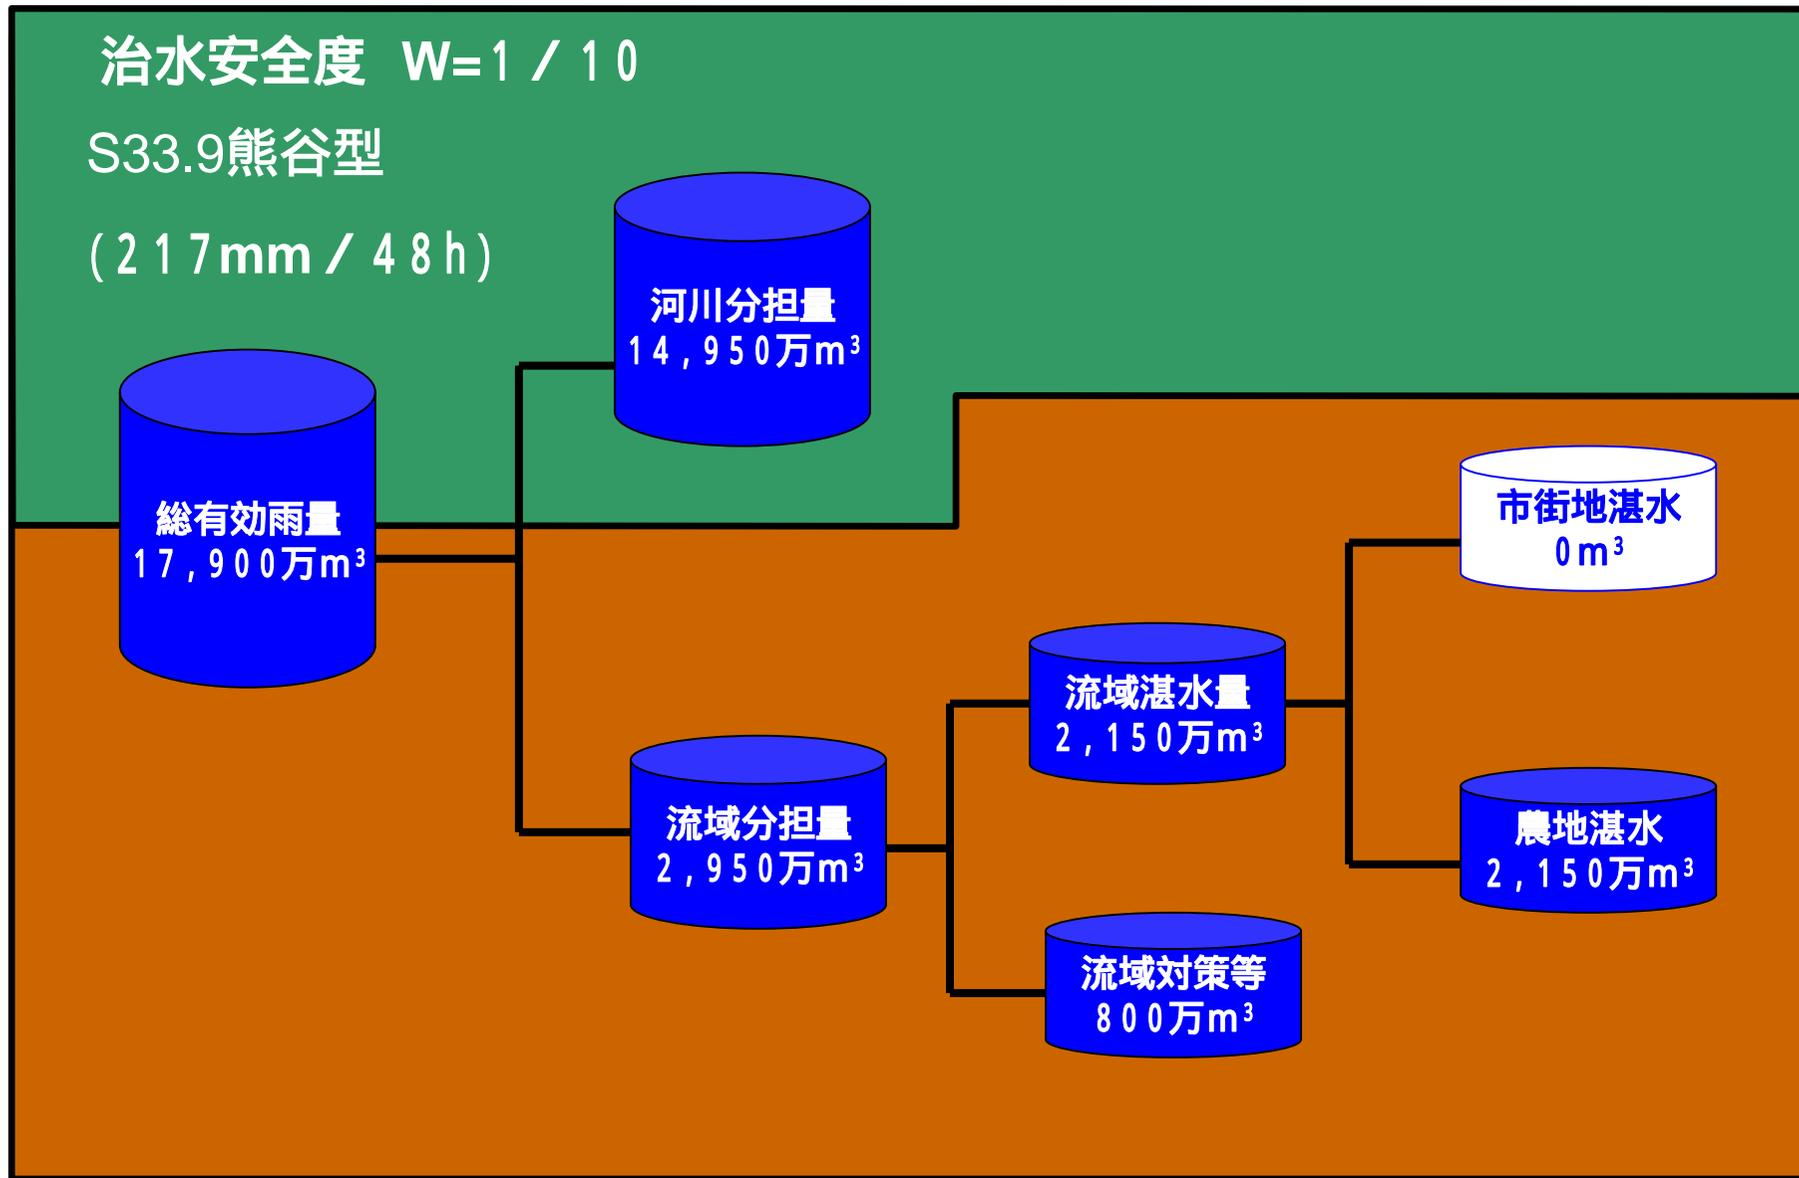 治水安全度 W=1/10
S33.9熊谷型
(217mm/48h)
河川分担量
14,950万m³
総有効雨量
17,900万m³
市街地湛水
0m³
流域湛水量
2,150万m³
流域分担量
2,950万m³
農地湛水
2,150万m³
流域対策等
800万m³